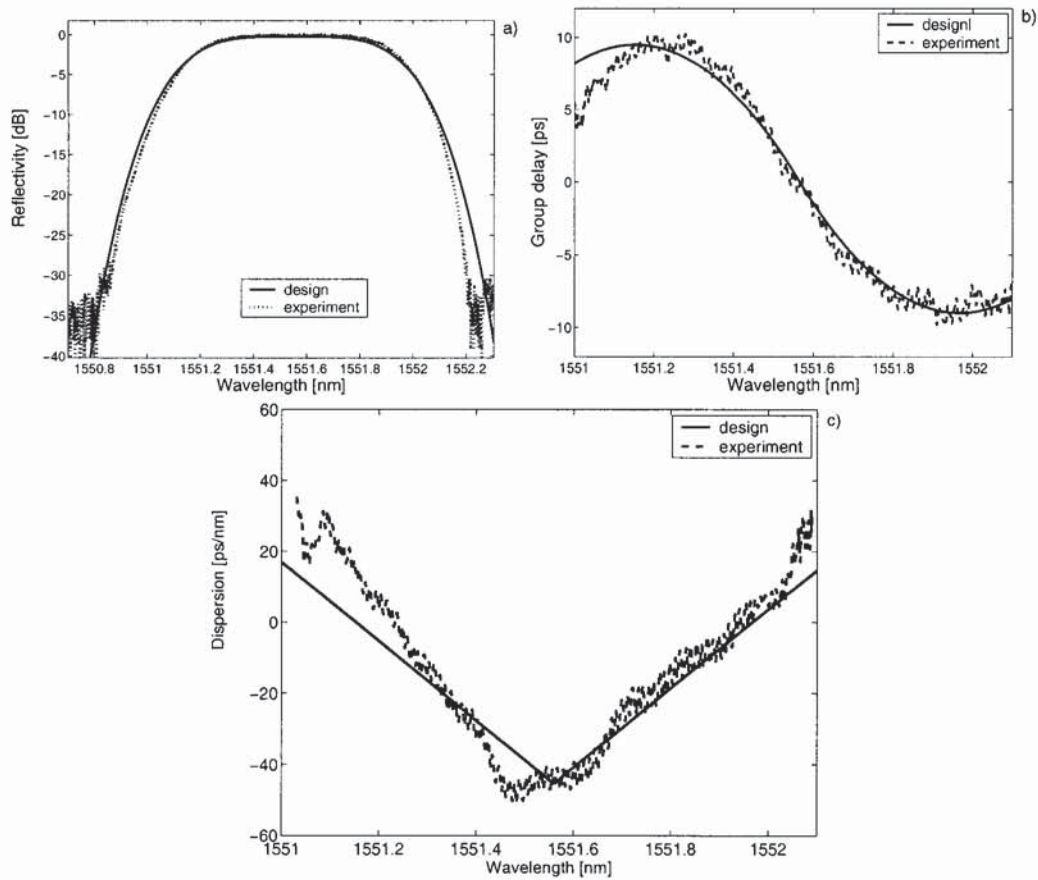 a)
0
-5
-10
-15
-20
-25
-30
-35
-40
Reflectivity [dB]
design
experiment
1550.8 1551 1551.2 1551.4 1551.6 1551.8 1552 1552.2
Wavelength [nm]
b)
designl
experiment
10
5
0
-5
-10
Group delay [ps]
1551 1551.2 1551.4 1551.6 1551.8 1552
Wavelength [nm]
c)
design
experiment
60
40
20
0
-20
-40
-60
Dispersion [ps/nm]
1551 1551.2 1551.4 1551.6 1551.8 1552
Wavelength [nm]